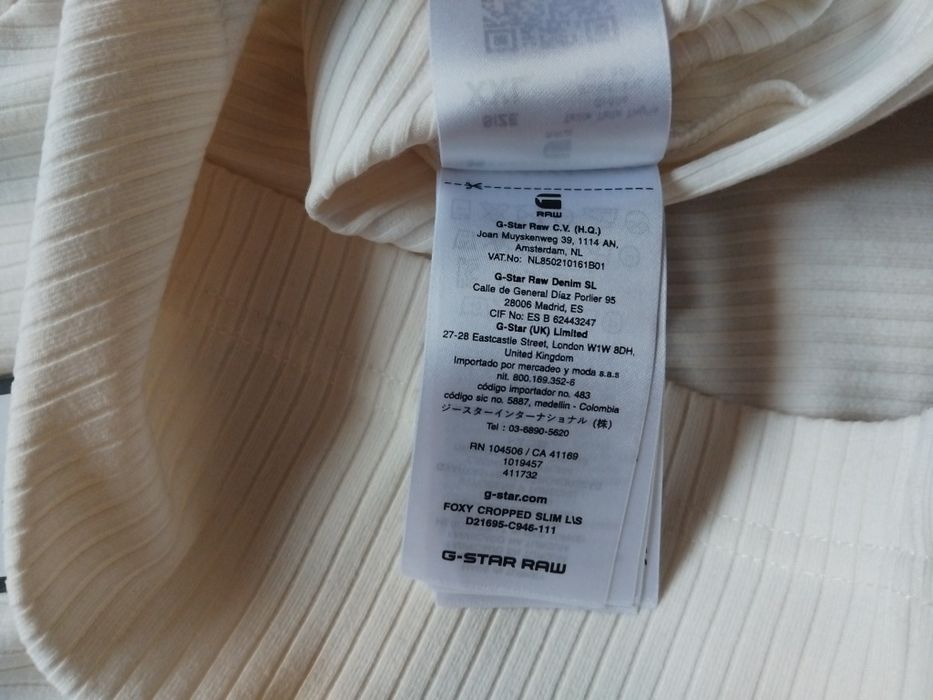 RAW
G-Star Raw C.V. (H.Q.)
Joan Muyskenweg 39, 1114 AN,
Amsterdam, NL
VAT.No: NL850210161B01
G-Star Raw Denim SL
Calle de General Díaz Porlier 95
28006 Madrid, ES
CIF No: ES B 62443247
G-Star (UK) Limited
27-28 Eastcastle Street, London W1W 8DH,
United Kingdom
Importado por mercadeo y moda s.a.s
nit. 800.169.352-6
código importador no. 483
código sic no. 5887, medellin - Colombia
ジースターインターナショナル (株)
Tel : 03-6890-5620
RN 104506 / CA 41169
1019457
411732
g-star.com
FOXY CROPPED SLIM L\S
D21695-C946-111
G-STAR RAW